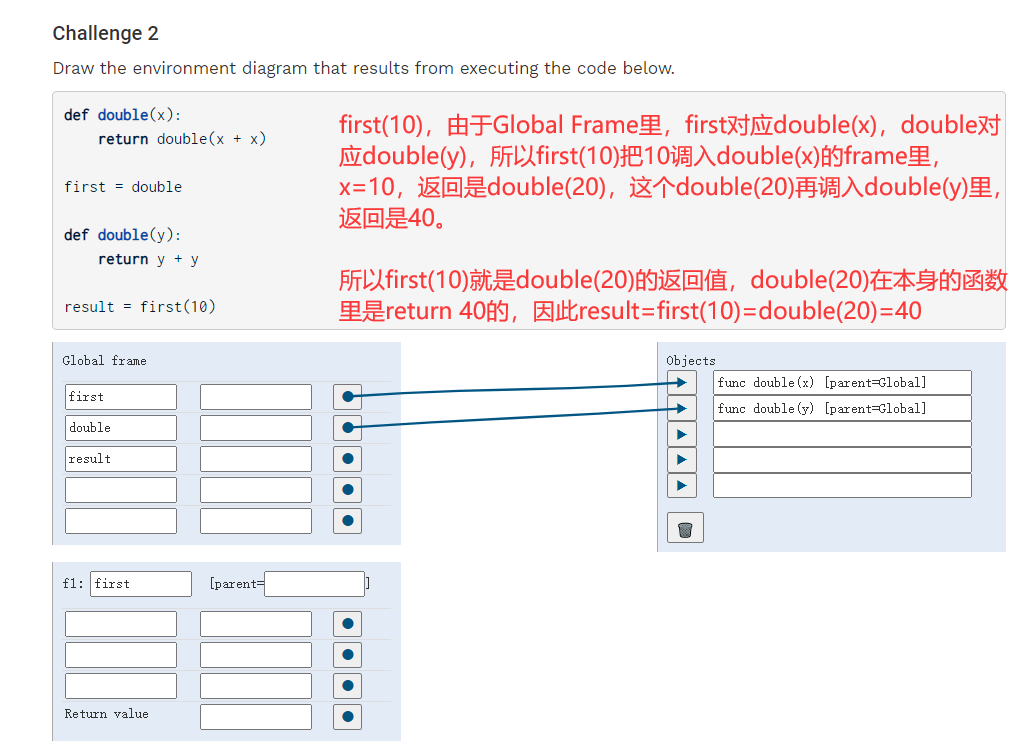 Challenge 2
Draw the environment diagram that results from executing the code below.
def double(x):
return double(x + x)
first = double
def double(y):
return y + y
result = first(10)
first(10)，由于Global Frame里，first对应double(x)，double对
应double(y)，所以first(10)把10调入double(x)的frame里，
x=10，返回是double(20)，这个double(20)再调入double(y)里，
返回是40。
所以first(10)就是double(20)的返回值，double(20)在本身的函数
里是return 40的，因此result=first(10)=double(20)=40
Global frame
first
double
result
Objects
func double(x) [parent=Global]
func double(y) [parent=Global]
f1: first [parent= ]
Return value